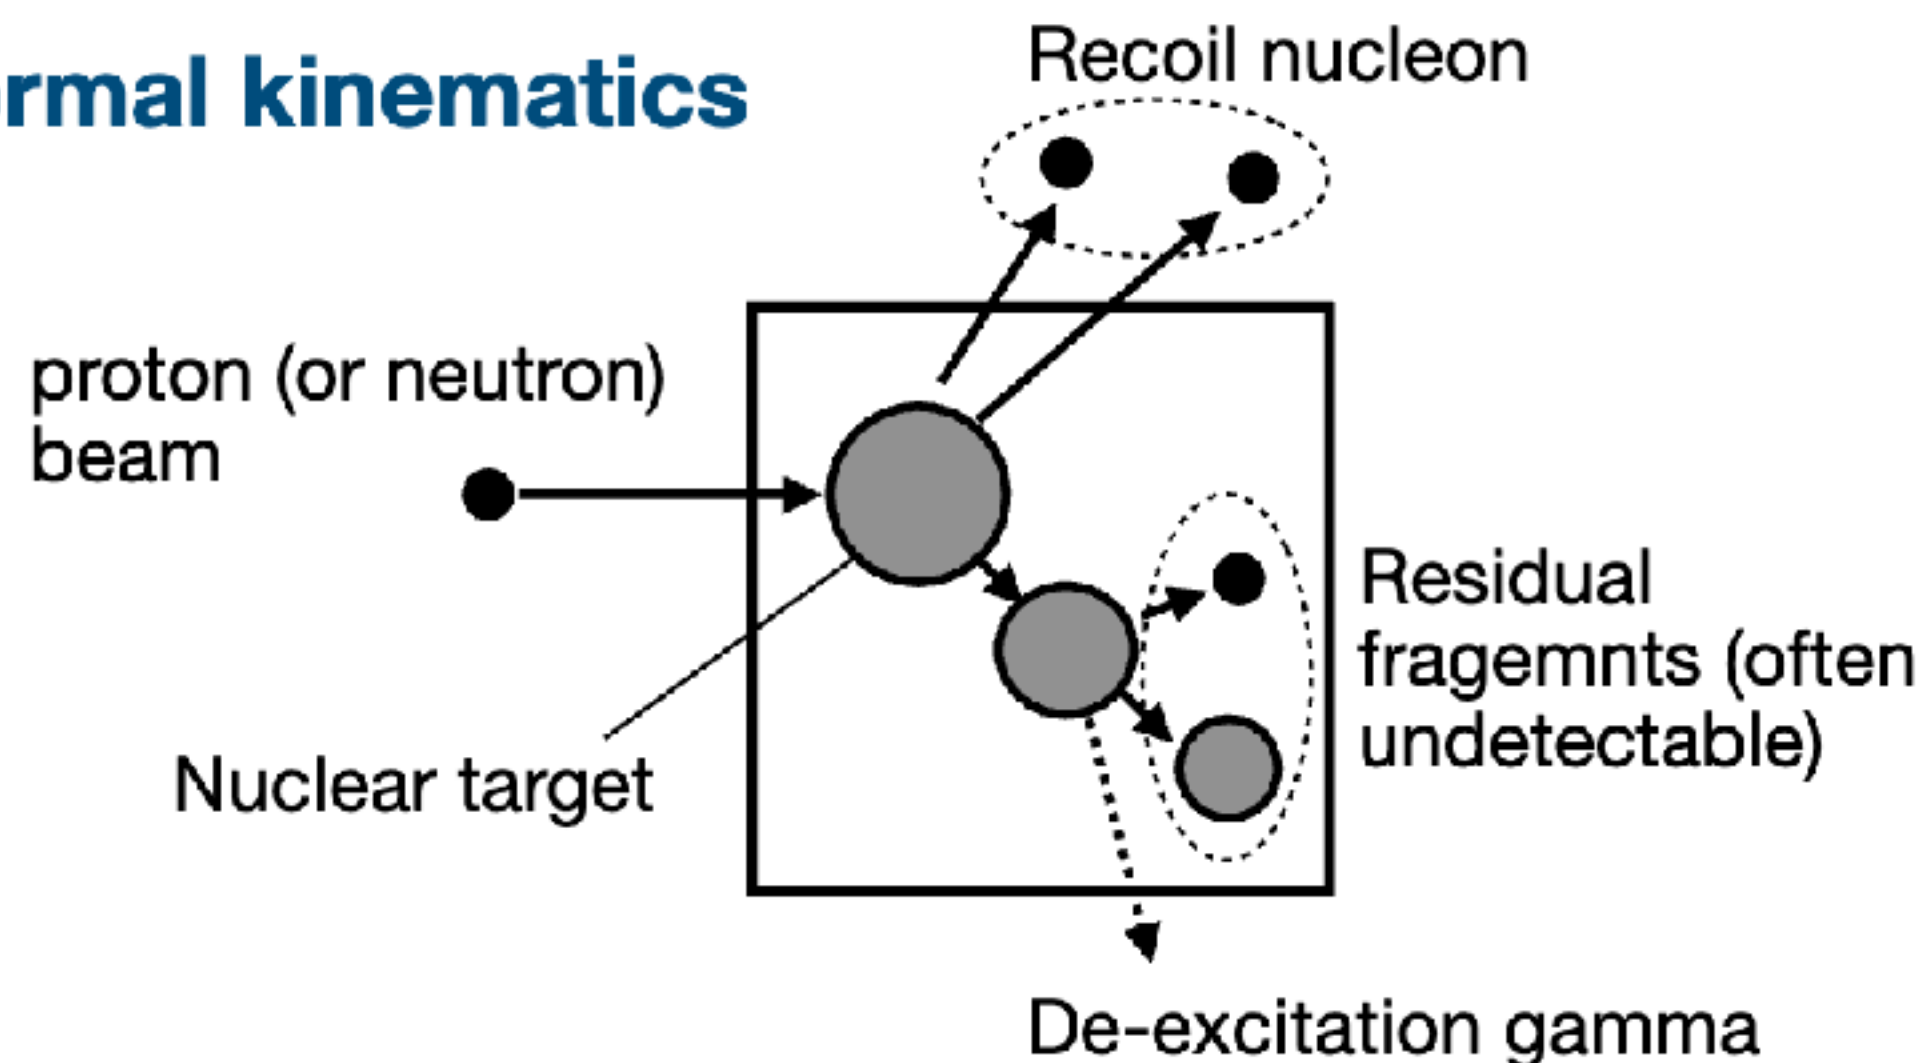 rmal kinematics
Recoil nucleon
proton (or neutron)
beam
Nuclear target
Residual
fragemnts (often
undetectable)
De-excitation gamma